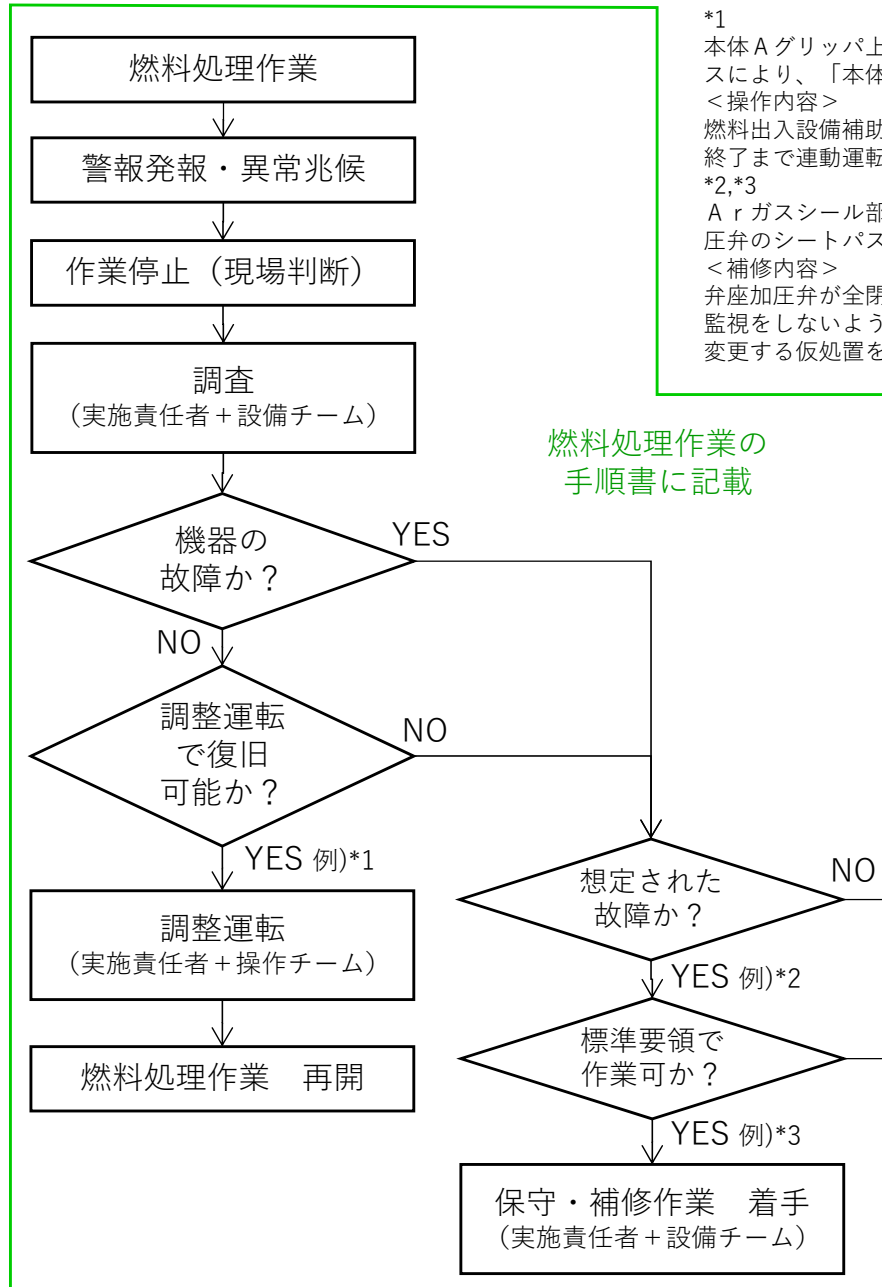 燃料処理作業
警報発報・異常兆候
作業停止（現場判断）
調査
（実施責任者＋設備チーム）
機器の
故障か？
YES
NO
調整運転
で復旧
可能か？
NO
YES 例)*1
調整運転
（実施責任者＋操作チーム）
燃料処理作業　再開
想定された
故障か？
NO
YES 例)*2
標準要領で
作業可か？
YES 例)*3
保守・補修作業　着手
（実施責任者＋設備チーム）
燃料処理作業の
手順書に記載
*1
本体Ａグリッパ上
スにより、「本体
＜操作内容＞
燃料出入設備補助
終了まで連動運転
*2,*3
Ａｒガスシール部
圧弁のシートパス
＜補修内容＞
弁座加圧弁が全閉
監視をしないよう
変更する仮処置を